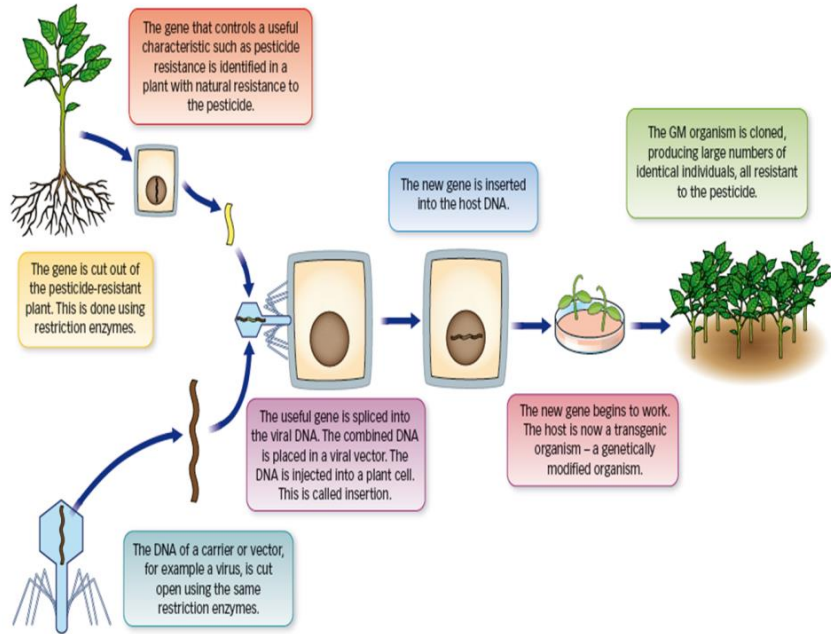 The gene that controls a useful
characteristic such as pesticide
resistance is identified in a
plant with natural resistance to
the pesticide.
The gene is cut out of
the pesticide-resistant
plant. This is done using
restriction enzymes.
The DNA of a carrier or vector,
for example a virus, is cut
open using the same
restriction enzymes.
The useful gene is spliced into
the viral DNA. The combined DNA
is placed in a viral vector. The
DNA is injected into a plant cell.
This is called insertion.
The new gene is inserted
into the host DNA.
The new gene begins to work.
The host is now a transgenic
organism – a genetically
modified organism.
The GM organism is cloned,
producing large numbers of
identical individuals, all resistant
to the pesticide.